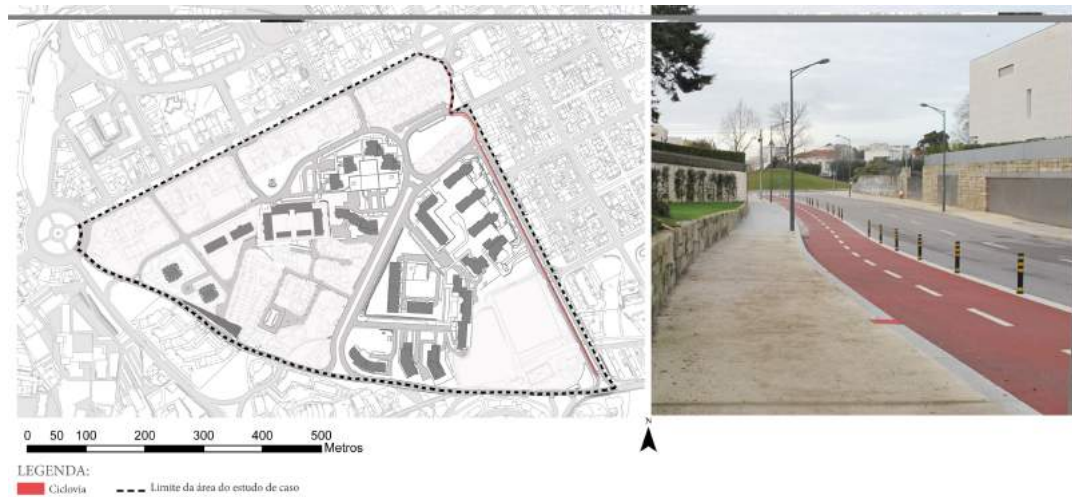 0 50 100 200 300 400 500
Metros
N
LEGENDA:
Ciclovia
Limite da área do estudo de caso